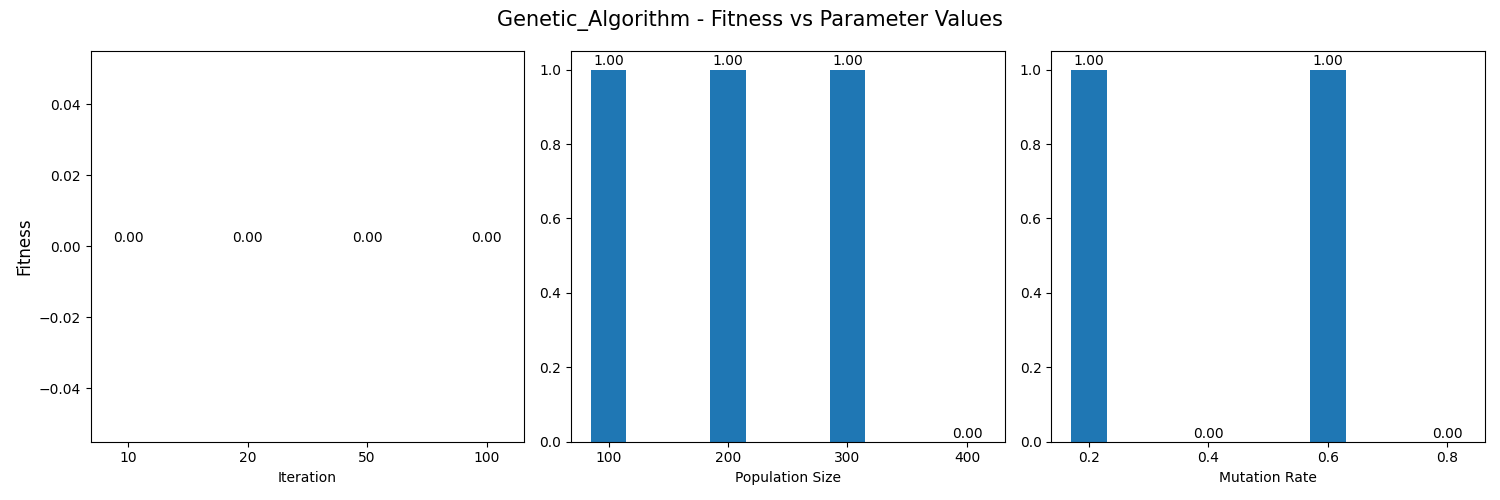 Genetic_Algorithm - Fitness vs Parameter Values
Fitness
0.04
0.02
0.00
−0.02
−0.04
0.00 0.00 0.00 0.00
10 20 50 100
Iteration
1.0
0.8
0.6
0.4
0.2
0.0
1.00 1.00 1.00 0.00
100 200 300 400
Population Size
1.0
0.8
0.6
0.4
0.2
0.0
1.00 0.00 1.00 0.00
0.2 0.4 0.6 0.8
Mutation Rate